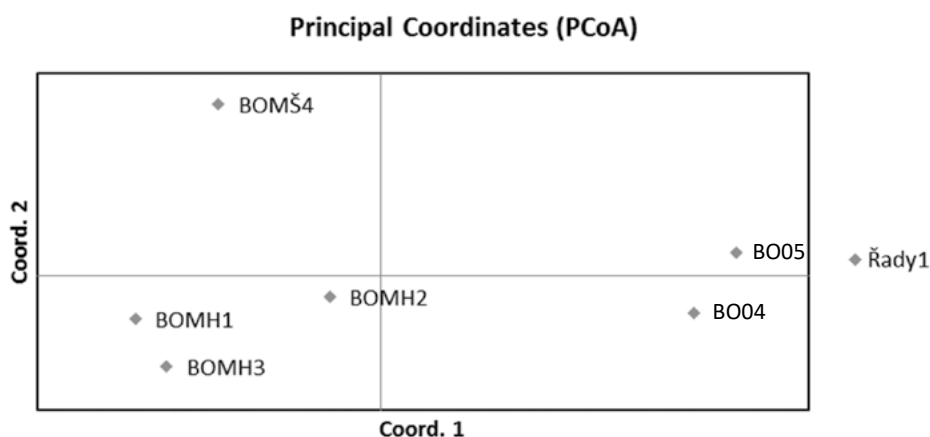 Principal Coordinates (PCoA)
BOMŠ4
Coord. 2
BO05
Řady1
BOMH2
BO04
BOMH1
BOMH3
Coord. 1